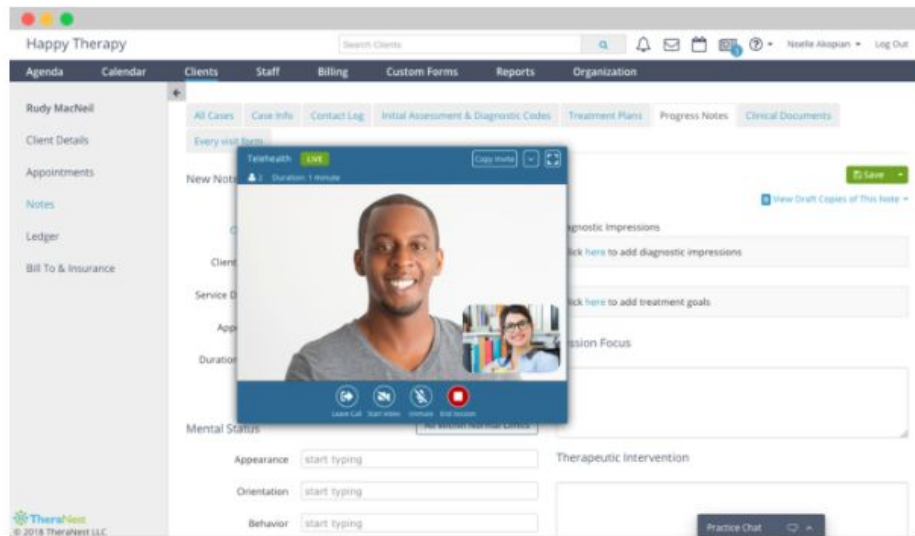 Happy Therapy
Search Clients
Noelle Akopian
Log Out
Agenda Calendar Clients Staff Billing Custom Forms Reports Organization
Rudy MacNeil
Client Details
Appointments
Notes
Ledger
Bill To & Insurance
All Cases Case Info Contact Log Initial Assessment & Diagnostic Codes Treatment Plans Progress Notes Clinical Documents
Every visit form
Telehealth LIVE Copy Invite
2 Duration: 1 minute
New Note
Save
View Draft Copies of This Note
agnostic Impressions
lick here to add diagnostic impressions
Client
Service D
lick here to add treatment goals
App
Duration
ssion Focus
Leave Call Start Video Unmute End Session
Mental Status
All Within Normal Limits
Appearance start typing
Therapeutic Intervention
Orientation start typing
Behavior start typing
Practice Chat
TheraNest
© 2018 TheraNest LLC